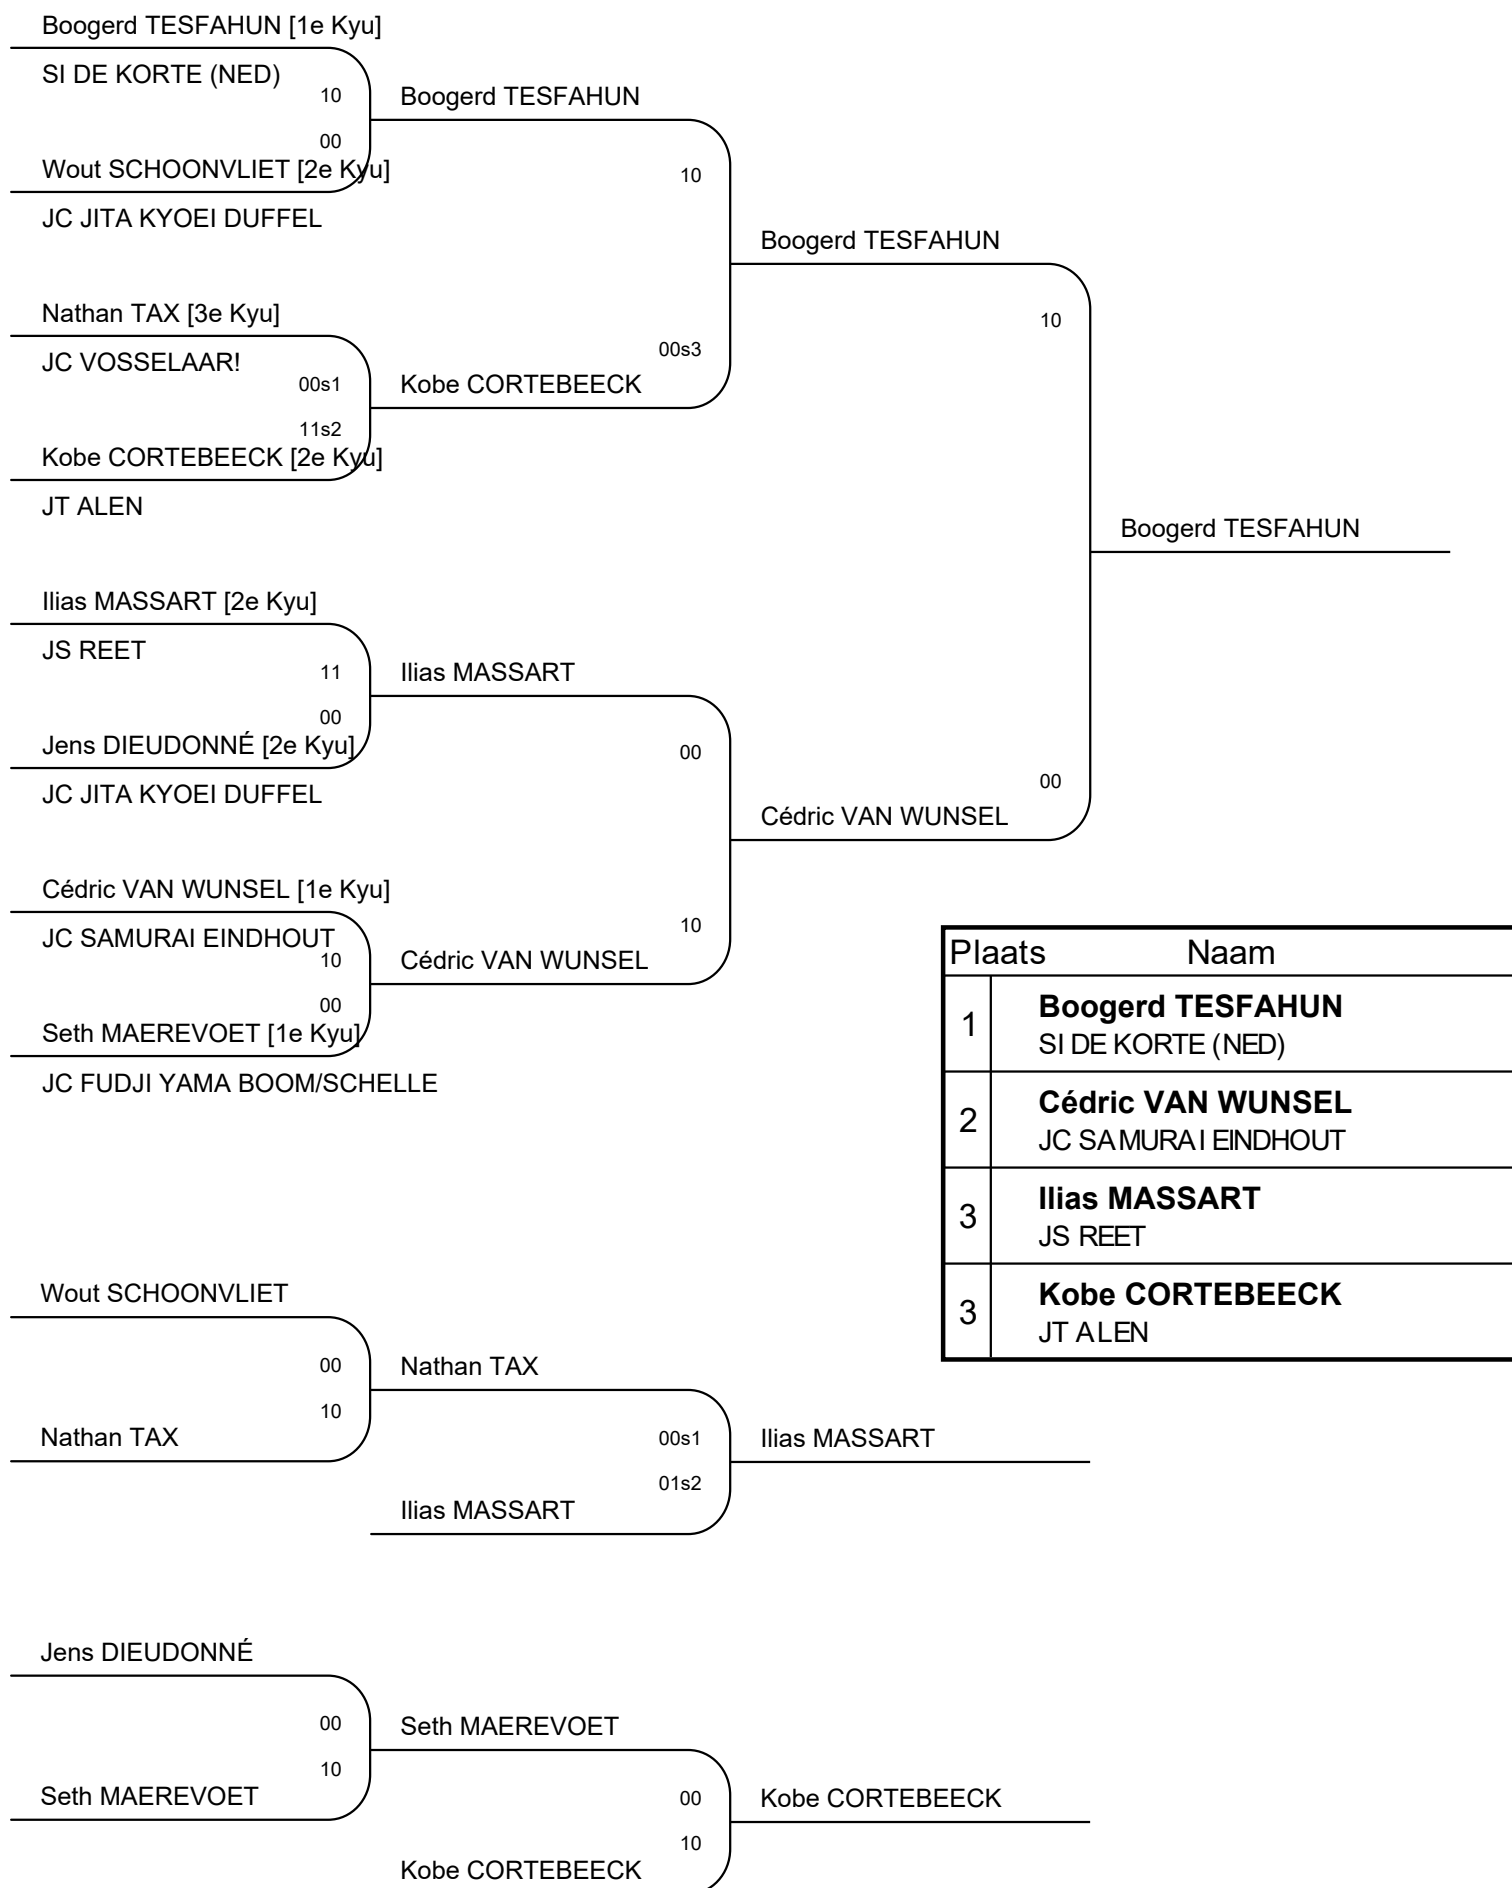 Boogerd TESFAHUN [1e Kyu]
SI DE KORTE (NED)
10
Boogerd TESFAHUN
00
Wout SCHOONVLIET [2e Kyu]
10
JC JITA KYOEI DUFFEL
Boogerd TESFAHUN
Nathan TAX [3e Kyu]
10
JC VOSSELAAR!
00s3
00s1
Kobe CORTEBEECK
11s2
Kobe CORTEBEECK [2e Kyu]
JT ALEN
Boogerd TESFAHUN
Ilias MASSART [2e Kyu]
JS REET
11
Ilias MASSART
00
Jens DIEUDONNÉ [2e Kyu]
00
JC JITA KYOEI DUFFEL
00
Cédric VAN WUNSEL
Cédric VAN WUNSEL [1e Kyu]
JC SAMURAI EINDHOUT
10
10
Cédric VAN WUNSEL
00
Seth MAEREVOET [1e Kyu]
JC FUDJI YAMA BOOM/SCHELLE
Plaats Naam
1 Boogerd TESFAHUN
SI DE KORTE (NED)
2 Cédric VAN WUNSEL
JC SAMURAI EINDHOUT
3 Ilias MASSART
JS REET
3 Kobe CORTEBEECK
JT ALEN
Wout SCHOONVLIET
00
Nathan TAX
10
Nathan TAX
00s1
Ilias MASSART
01s2
Ilias MASSART
Jens DIEUDONNÉ
00
Seth MAEREVOET
10
Seth MAEREVOET
00
Kobe CORTEBEECK
10
Kobe CORTEBEECK